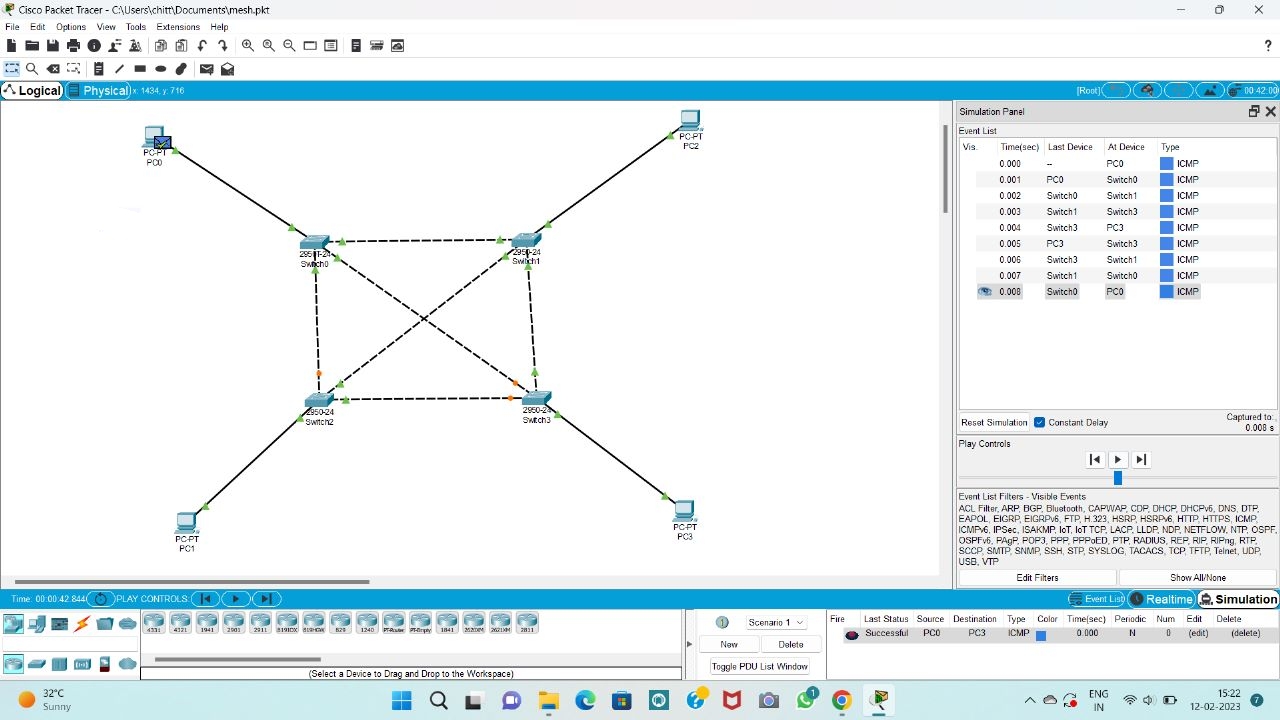 Cisco Packet Tracer - C:\Users\chitt\Documents\mesh.pkt
File Edit Options View Tools Extensions Help
Logical Physical x: 1434, y: 716 [Root] 00:42:00
PC-PT
PC0
PC-PT
PC2
2950T-24
Switch0
2950-24
Switch1
2950-24
Switch2
2950-24
Switch3
PC-PT
PC1
PC-PT
PC3
Simulation Panel
Event List
Vis. Time(sec) Last Device At Device Type
0.000 -- PC0 ICMP
0.001 PC0 Switch0 ICMP
0.002 Switch0 Switch1 ICMP
0.003 Switch1 Switch3 ICMP
0.004 Switch3 PC3 ICMP
0.005 PC3 Switch3 ICMP
0.006 Switch3 Switch1 ICMP
0.007 Switch1 Switch0 ICMP
0.008 Switch0 PC0 ICMP
Reset Simulation Constant Delay Captured to:
0.008 s
Play Controls
Event List Filters - Visible Events
ACL Filter, ARP, BGP, Bluetooth, CAPWAP, CDP, DHCP, DHCPv6, DNS, DTP,
EAPOL, EIGRP, EIGRPv6, FTP, H.323, HSRP, HSRPv6, HTTP, HTTPS, ICMP,
ICMPv6, IPSec, ISAKMP, IoT, IoT TCP, LACP, LLDP, NDP, NETFLOW, NTP, OSPF,
OSPFv6, PAgP, POP3, PPP, PPPoED, PTP, RADIUS, REP, RIP, RIPng, RTP,
SCCP, SMTP, SNMP, SSH, STP, SYSLOG, TACACS, TCP, TFTP, Telnet, UDP,
USB, VTP
Edit Filters Show All/None
Time: 00:00:42.844 PLAY CONTROLS: Event List Realtime Simulation
4331 4321 1941 2901 2911 819IOX 819HGW 829 1240 PT-Router PT-Empty 1841 2620XM 2621XM 2811
(Select a Device to Drag and Drop to the Workspace)
Scenario 1
New Delete
Toggle PDU List Window
Fire Last Status Source Destination Type Color Time(sec) Periodic Num Edit Delete
Successful PC0 PC3 ICMP 0.000 N 0 (edit) (delete)
32°C
Sunny
1
ENG
IN
15:22
12-02-2023
7